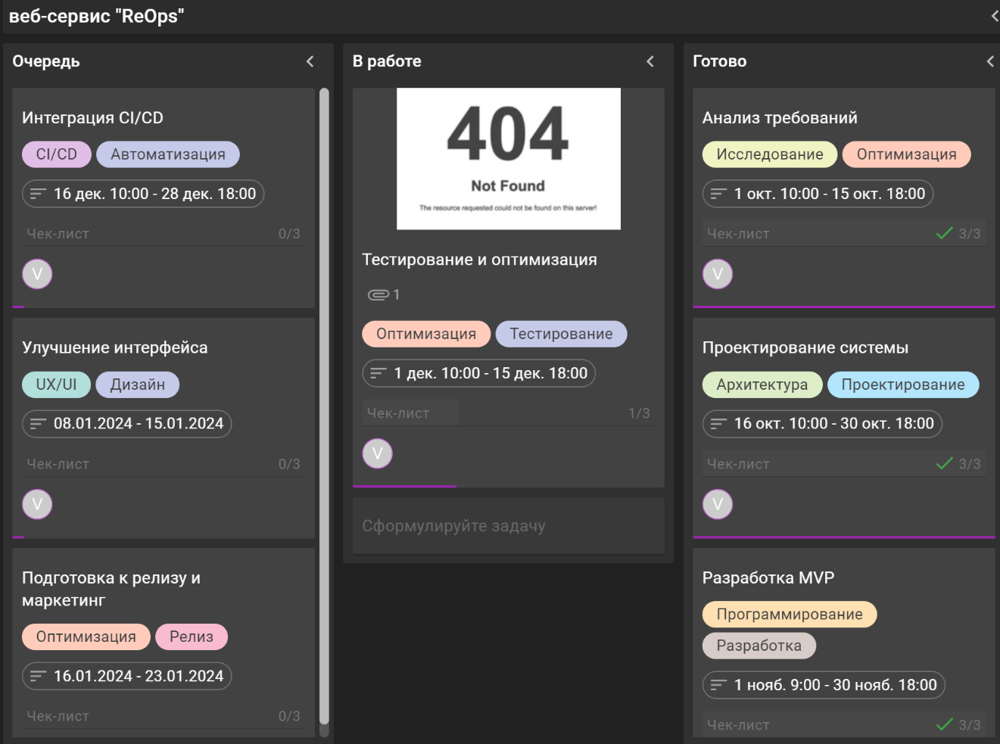 веб-сервис "ReOps"
Очередь
Интеграция CI/CD
CI/CD
Автоматизация
16 дек. 10:00 - 28 дек. 18:00
Чек-лист 0/3
V
Улучшение интерфейса
UX/UI
Дизайн
08.01.2024 - 15.01.2024
Чек-лист 0/3
V
Подготовка к релизу и
маркетинг
Оптимизация
Релиз
16.01.2024 - 23.01.2024
Чек-лист 0/3
В работе
404
Not Found
The resource requested could not be found on this server!
Тестирование и оптимизация
1
Оптимизация
Тестирование
1 дек. 10:00 - 15 дек. 18:00
Чек-лист 1/3
V
Сформулируйте задачу
Готово
Анализ требований
Исследование
Оптимизация
1 окт. 10:00 - 15 окт. 18:00
Чек-лист 3/3
V
Проектирование системы
Архитектура
Проектирование
16 окт. 10:00 - 30 окт. 18:00
Чек-лист 3/3
V
Разработка MVP
Программирование
Разработка
1 нояб. 9:00 - 30 нояб. 18:00
Чек-лист 3/3